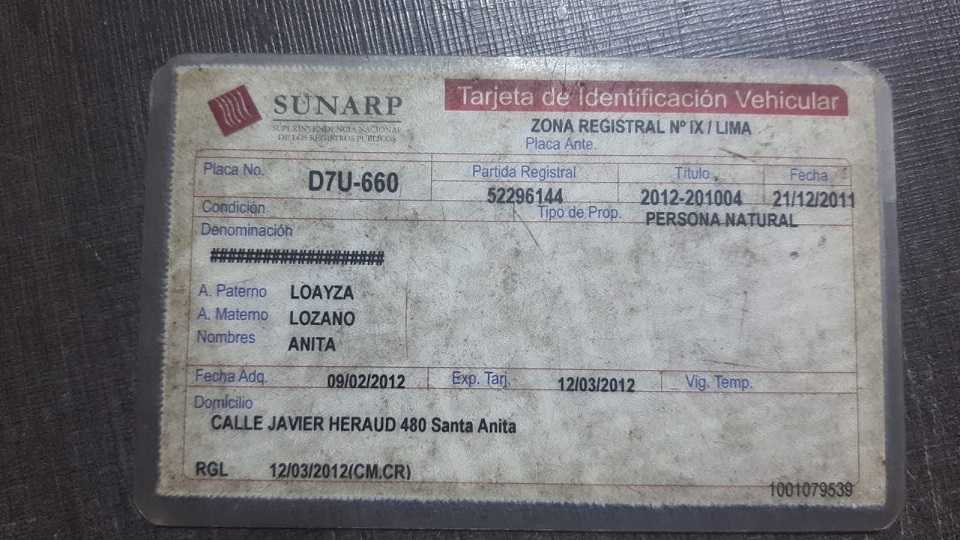 SUNARP
SUPERINTENDENCIA NACIONAL
DE LOS REGISTROS PUBLICOS
Tarjeta de Identificación Vehicular
ZONA REGISTRAL Nº IX / LIMA
Placa Ante.
Placa No. D7U-660
Partida Registral 52296144
Título 2012-201004
Fecha 21/12/2011
Condición
Tipo de Prop. PERSONA NATURAL
Denominación
####################
A. Paterno LOAYZA
A. Materno LOZANO
Nombres ANITA
Fecha Adq. 09/02/2012 Exp. Tarj. 12/03/2012 Vig. Temp.
Domicilio
CALLE JAVIER HERAUD 480 Santa Anita
RGL 12/03/2012(CM.CR)
1001079539